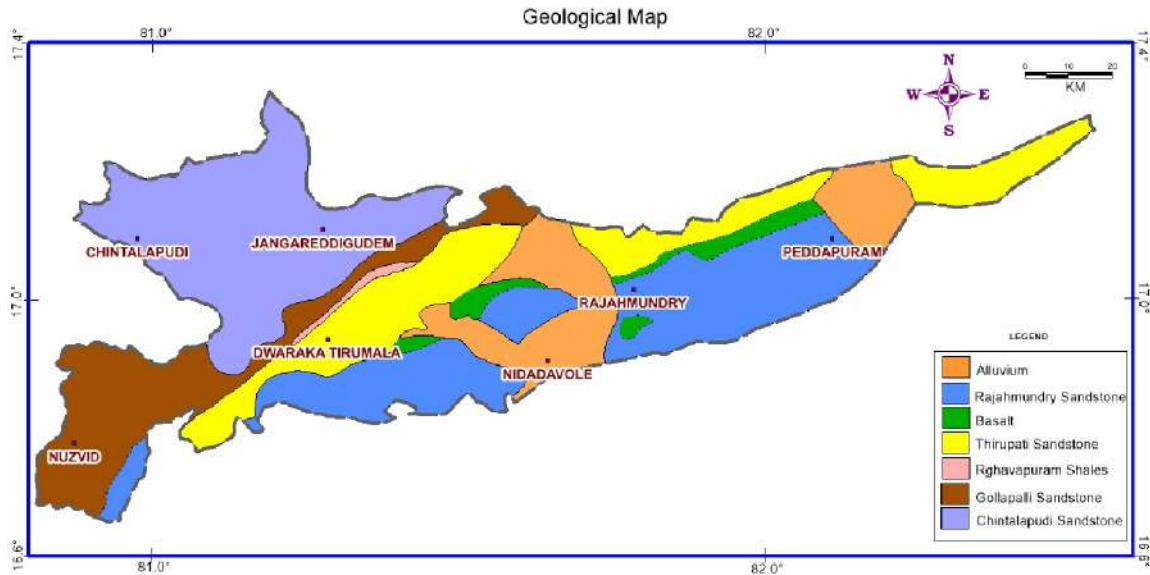 Geological Map
81.0°
82.0°
17.4°
17.4°
N
W
E
S
0
10
20
KM
JANGAREDDIGUDEM
CHINTALAPUDI
PEDDAPURAM
17.0°
RAJAHMUNDRY
17.0°
DWARAKA TIRUMALA
NIDADAVOLE
NUZVID
LEGEND
Alluvium
Rajahmundry Sandstone
Basalt
Thirupati Sandstone
Rghavapuram Shales
Gollapalli Sandstone
Chintalapudi Sandstone
16.6°
16.6°
81.0°
82.0°